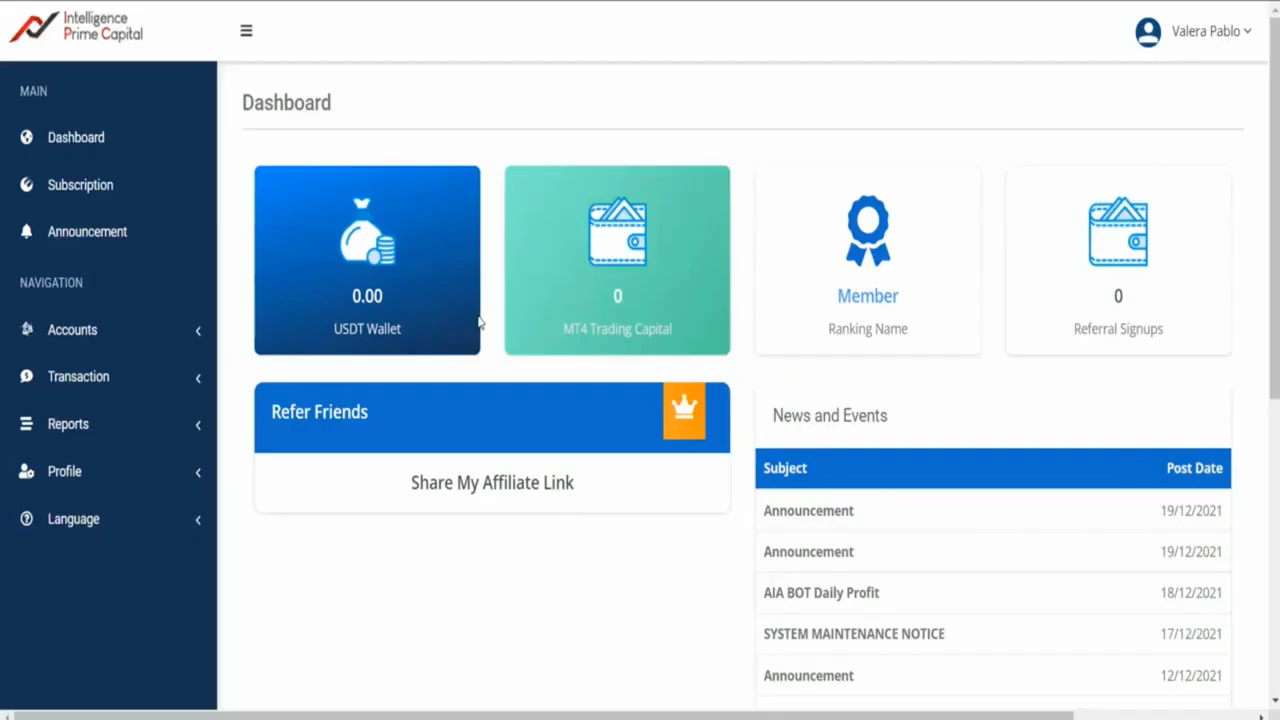 Intelligence
Prime Capital
Valera Pablo
MAIN
Dashboard
Subscription
Announcement
NAVIGATION
Accounts
Transaction
Reports
Profile
Language
Dashboard
0.00
USDT Wallet
0
MT4 Trading Capital
Member
Ranking Name
0
Referral Signups
Refer Friends
Share My Affiliate Link
News and Events
Subject Post Date
Announcement 19/12/2021
Announcement 19/12/2021
AIA BOT Daily Profit 18/12/2021
SYSTEM MAINTENANCE NOTICE 17/12/2021
Announcement 12/12/2021